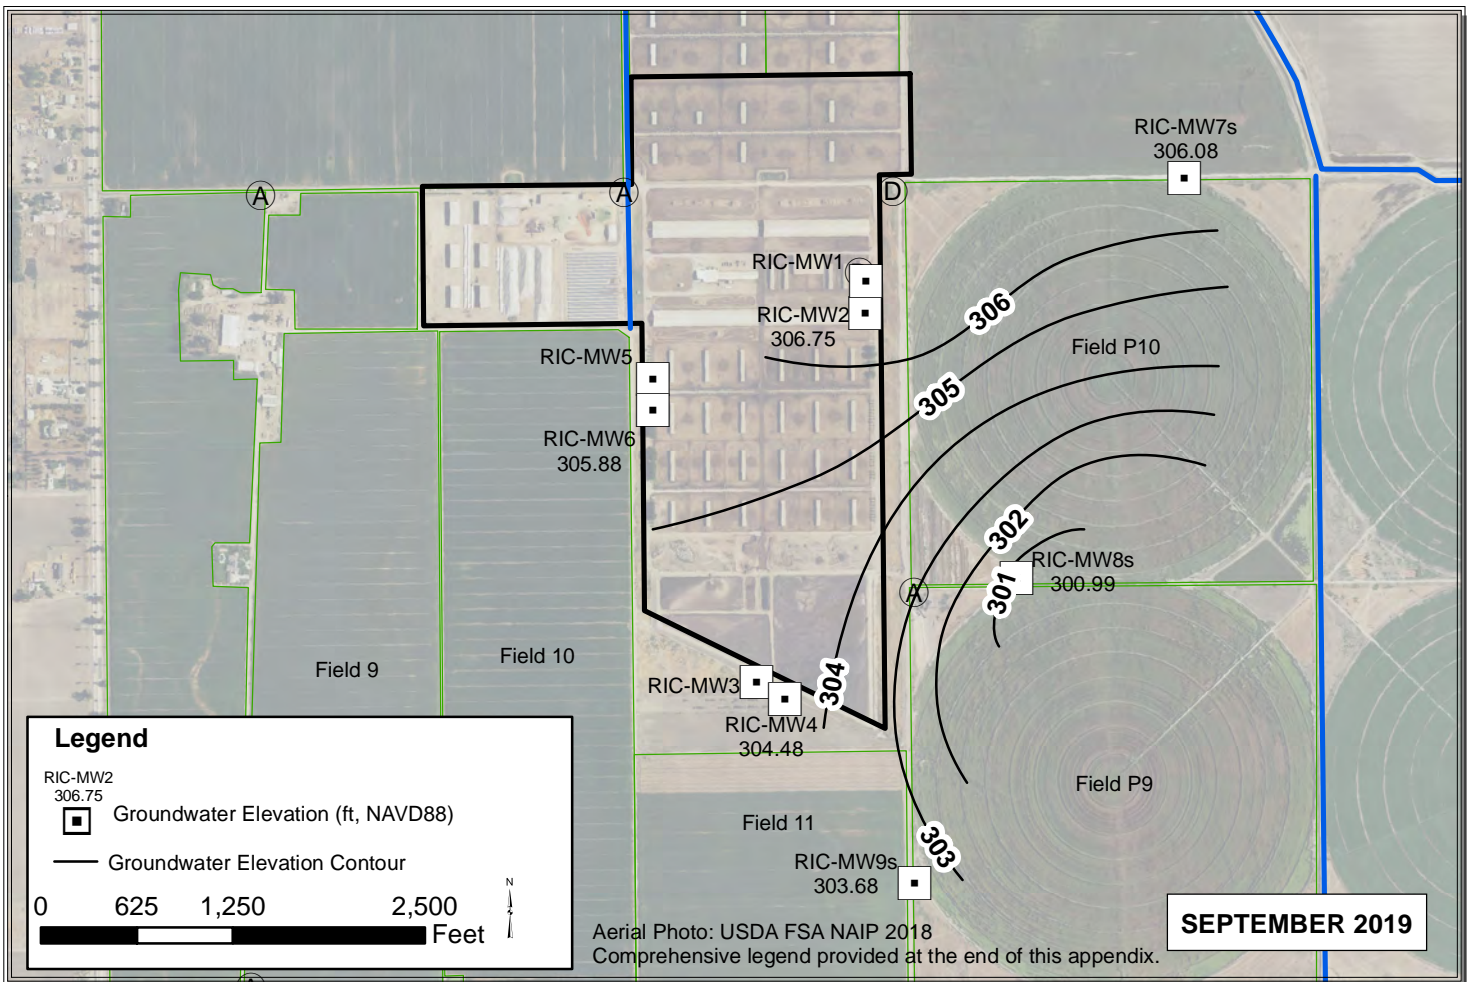 RIC-MW7s
306.08
A
A
D
RIC-MW1
RIC-MW2
306.75
306
Field P10
RIC-MW5
305
RIC-MW6
305.88
302
RIC-MW8s
300.99
301
A
Field 10
Field 9
RIC-MW3
304
RIC-MW4
304.48
Field P9
Field 11
303
RIC-MW9s
303.68
Legend
RIC-MW2
306.75
Groundwater Elevation (ft, NAVD88)
Groundwater Elevation Contour
N
0 625 1,250 2,500
Feet
Aerial Photo: USDA FSA NAIP 2018
Comprehensive legend provided at the end of this appendix.
SEPTEMBER 2019